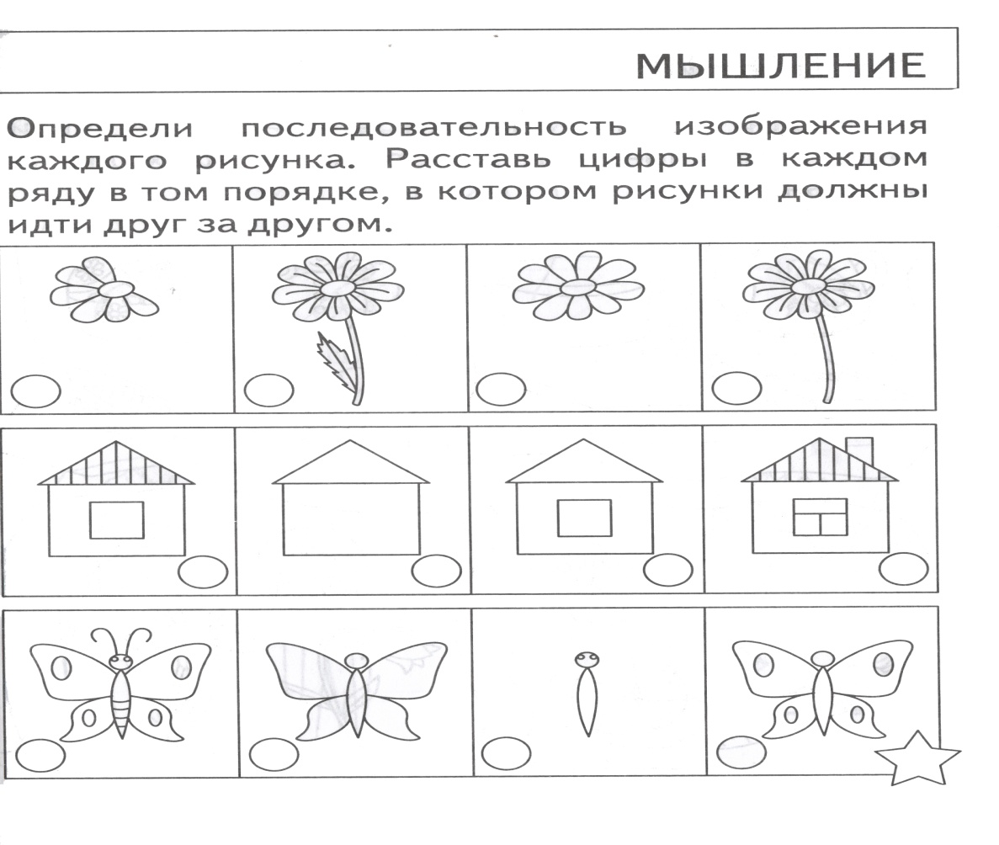 МЫШЛЕНИЕ
Определи последовательность изображения
каждого рисунка. Расставь цифры в каждом
ряду в том порядке, в котором рисунки должны
идти друг за другом.